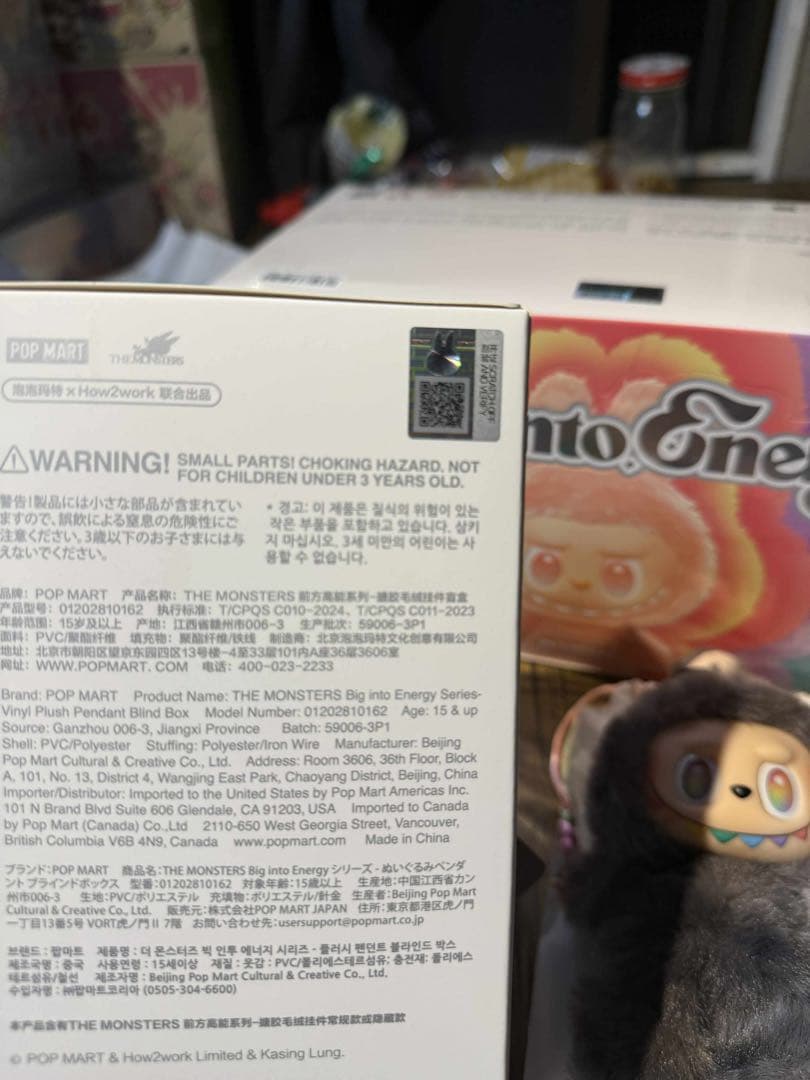 POP MART
THE MONSTERS
泡泡玛特 × How2work 联合出品
SCRATCH OFF
AND VERIFY
into Energ
WARNING! SMALL PARTS! CHOKING HAZARD. NOT
FOR CHILDREN UNDER 3 YEARS OLD.
警告!製品には小さな部品が含まれてい
ますので、誤飲による窒息の危険性にご
注意ください。3歳以下のお子さまには与
えないでください。
* 경고: 이 제품은 질식의 위험이 있는
작은 부품을 포함하고 있습니다. 삼키
지 마십시오. 3세 미만의 어린이는 사
용할 수 없습니다.
品牌: POP MART 产品名称: THE MONSTERS 前方高能系列-搪胶毛绒挂件盲盒
产品型号: 01202810162 执行标准: T/CPQS C010-2024、T/CPQS C011-2023
年龄范围: 15岁及以上 产地: 江西省赣州市006-3 生产批次: 59006-3P1
面料: PVC/聚酯纤维 填充物: 聚酯纤维/铁线 制造商: 北京泡泡玛特文化创意有限公司
地址: 北京市朝阳区望京东园四区13号楼-4至33层101内A座36层3606室
网址: WWW.POPMART.COM 电话: 400-023-2233
Brand: POP MART Product Name: THE MONSTERS Big into Energy Series-
Vinyl Plush Pendant Blind Box Model Number: 01202810162 Age: 15 & up
Source: Ganzhou 006-3, Jiangxi Province Batch: 59006-3P1
Shell: PVC/Polyester Stuffing: Polyester/Iron Wire Manufacturer: Beijing
Pop Mart Cultural & Creative Co., Ltd. Address: Room 3606, 36th Floor, Block
A, 101, No. 13, District 4, Wangjing East Park, Chaoyang District, Beijing, China
Importer/Distributor: Imported to the United States by Pop Mart Americas Inc.
101 N Brand Blvd Suite 606 Glendale, CA 91203, USA Imported to Canada
by Pop Mart (Canada) Co.,Ltd 2110-650 West Georgia Street, Vancouver,
British Columbia V6B 4N9, Canada www.popmart.com Made in China
ブランド:POP MART 商品名:THE MONSTERS Big into Energy シリーズ - ぬいぐるみペンダ
ント ブラインドボックス 型番:01202810162 対象年齢:15歳以上 生産地:中国江西省カン
州市006-3 生地:PVC/ポリエステル 充填物:ポリエステル/針金 生産者:Beijing Pop Mart
Cultural & Creative Co., Ltd. 販売元:株式会社POP MART JAPAN 住所:東京都港区虎ノ門
一丁目13番5号 VORT虎ノ門 II 7階 お問い合わせ先:usersupport@popmart.co.jp
브랜드 : 팝마트 제품명 : 더 몬스터즈 빅 인투 에너지 시리즈 - 플러시 펜던트 블라인드 박스
제조국명 : 중국 사용연령 : 15세이상 재질 : 옷감 : PVC/폴리에스테르섬유; 충전재: 폴리에스
테르섬유/철선 제조자명 : Beijing Pop Mart Cultural & Creative Co., Ltd.
수입자명 : ㈜팝마트코리아 (0505-304-6600)
本产品含有THE MONSTERS 前方高能系列-搪胶毛绒挂件常规款或隐藏款
© POP MART & How2work Limited & Kasing Lung.